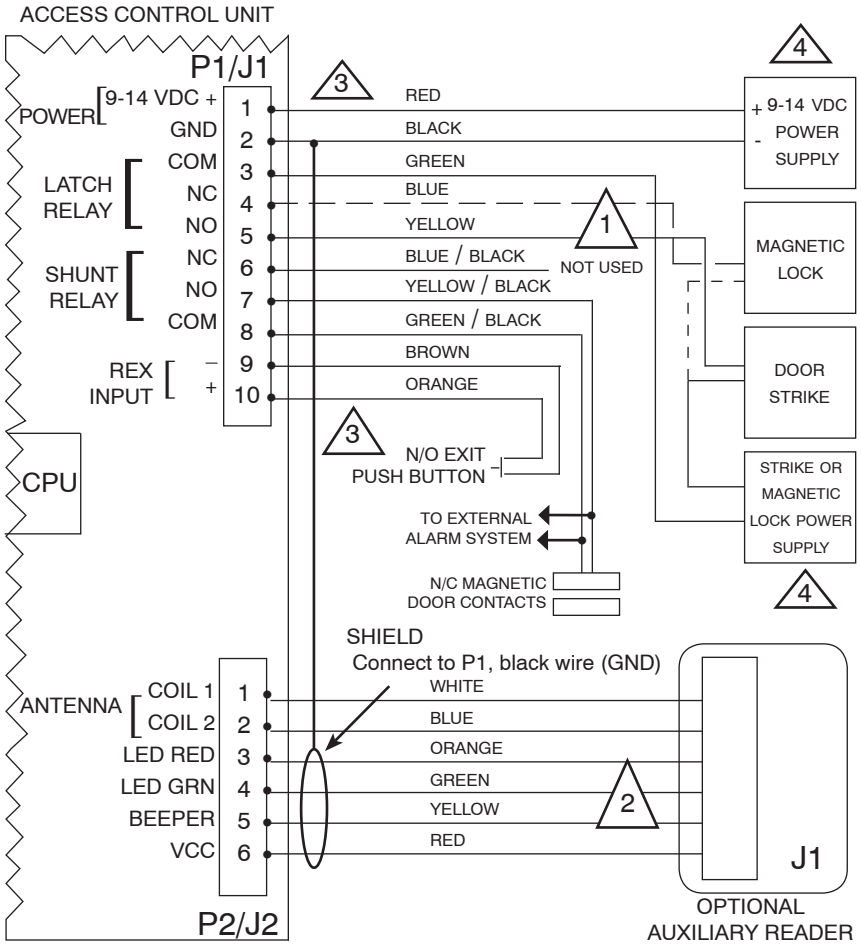 ACCESS CONTROL UNIT
P1/J1
POWER
9-14 VDC +
GND
COM
NC
NO
LATCH
RELAY
NC
NO
COM
SHUNT
RELAY
REX
INPUT
–
+
1
2
3
4
5
6
7
8
9
10
3
RED
BLACK
GREEN
BLUE
YELLOW
BLUE / BLACK
YELLOW / BLACK
GREEN / BLACK
BROWN
ORANGE
1
NOT USED
4
+ 9-14 VDC
- POWER
SUPPLY
MAGNETIC
LOCK
DOOR
STRIKE
STRIKE OR
MAGNETIC
LOCK POWER
SUPPLY
4
3
N/O EXIT
PUSH BUTTON
CPU
TO EXTERNAL
ALARM SYSTEM
N/C MAGNETIC
DOOR CONTACTS
SHIELD
Connect to P1, black wire (GND)
ANTENNA
COIL 1
COIL 2
LED RED
LED GRN
BEEPER
VCC
1
2
3
4
5
6
P2/J2
WHITE
BLUE
ORANGE
GREEN
YELLOW
RED
2
J1
OPTIONAL
AUXILIARY READER